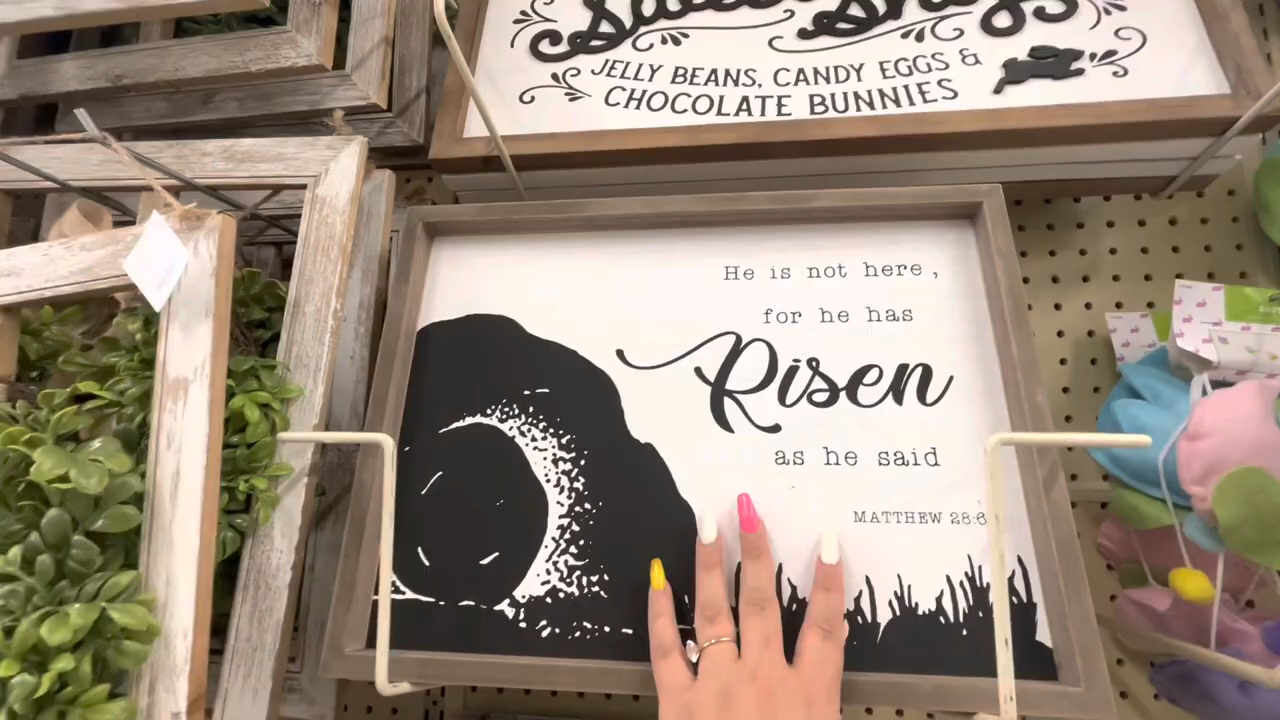 JELLY BEANS, CANDY EGGS &
CHOCOLATE BUNNIES
He is not here,
for he has
Risen
as he said
MATTHEW 28:6